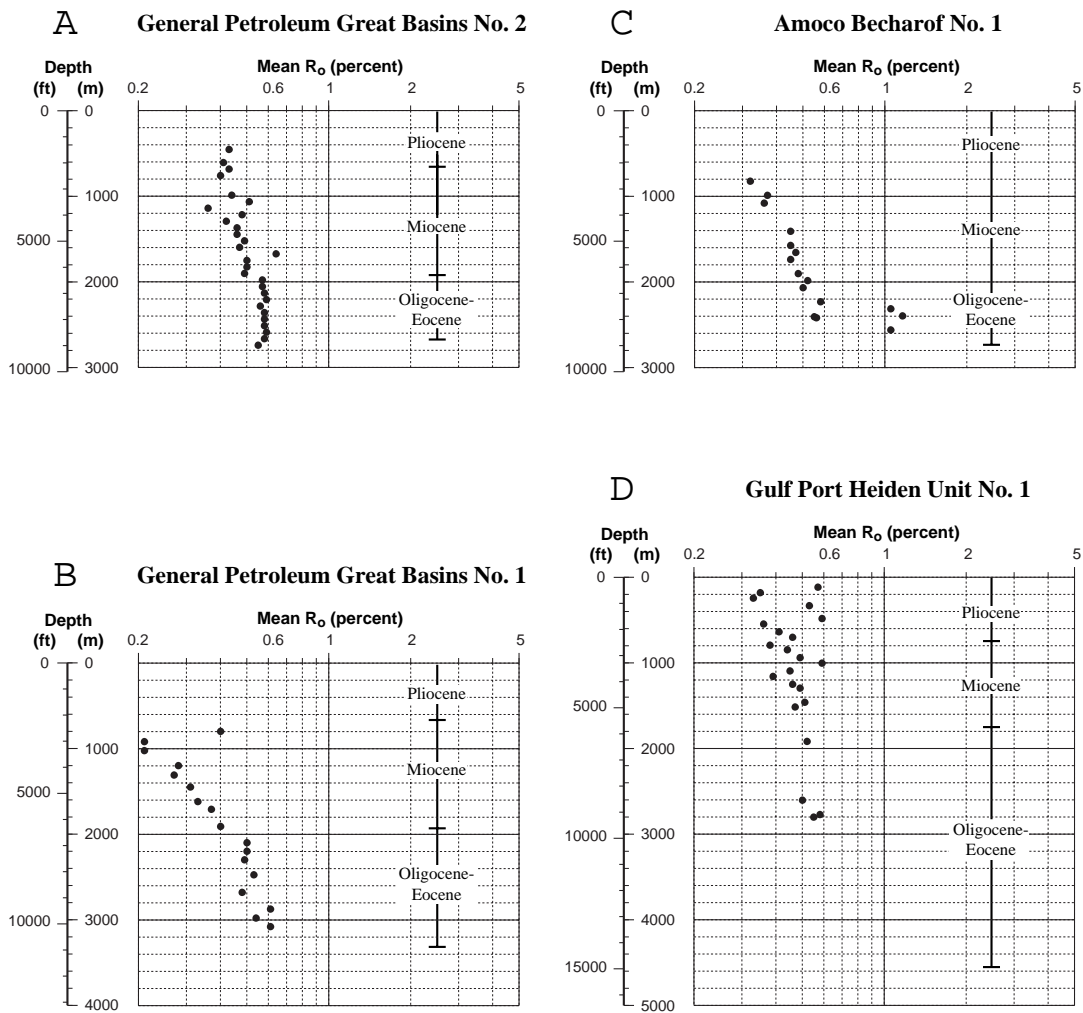 A General Petroleum Great Basins No. 2
Depth
(ft) (m)
Mean Ro (percent)
0.2 0.6 1 2 5
0 0
1000
5000
2000
10000 3000
Pliocene
Miocene
Oligocene-
Eocene
C Amoco Becharof No. 1
Depth
(ft) (m)
Mean Ro (percent)
0.2 0.6 1 2 5
0 0
1000
5000
2000
10000 3000
Pliocene
Miocene
Oligocene-
Eocene
B General Petroleum Great Basins No. 1
Depth
(ft) (m)
Mean Ro (percent)
0.2 0.6 1 2 5
0 0
1000
5000
2000
10000 3000
4000
Pliocene
Miocene
Oligocene-
Eocene
D Gulf Port Heiden Unit No. 1
Depth
(ft) (m)
Mean Ro (percent)
0.2 0.6 1 2 5
0 0
1000
5000
2000
10000 3000
4000
15000
5000
Pliocene
Miocene
Oligocene-
Eocene